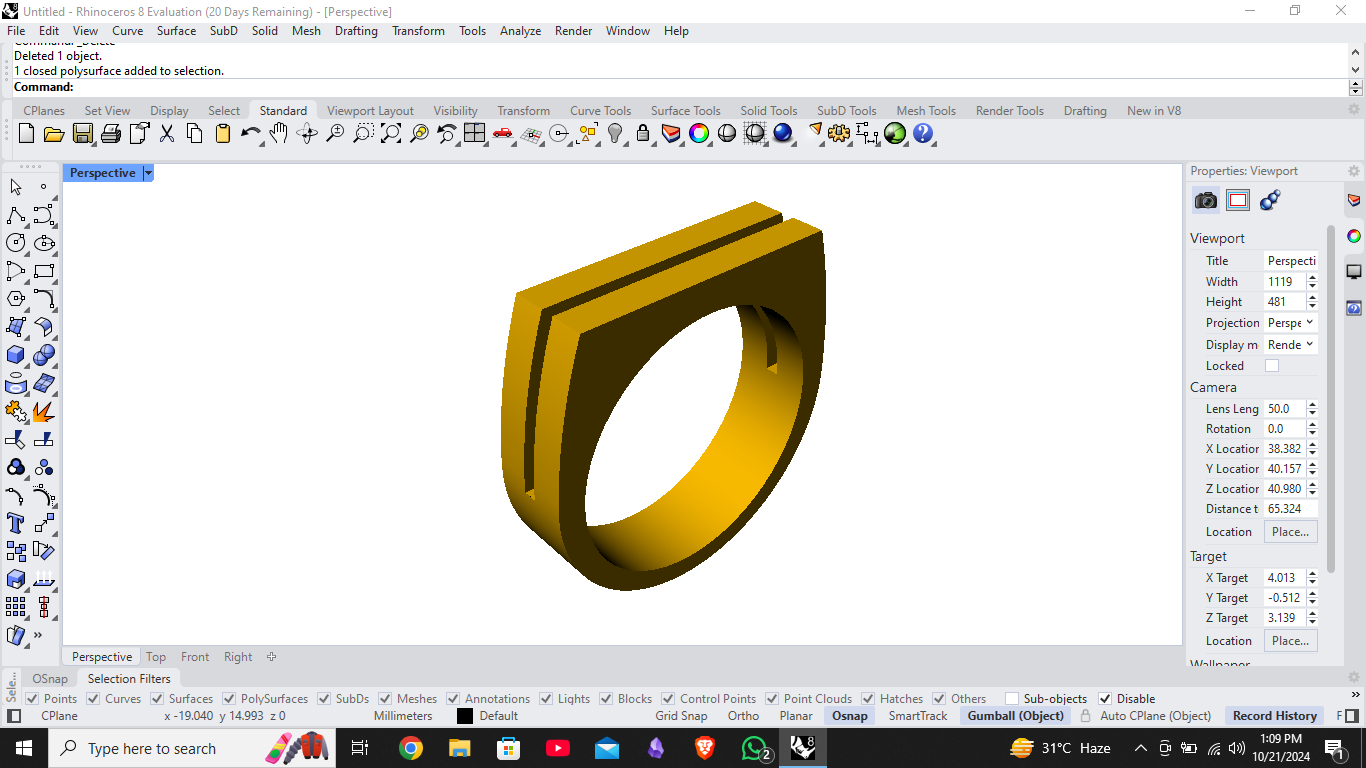 Untitled - Rhinoceros 8 Evaluation (20 Days Remaining) - [Perspective]
File Edit View Curve Surface SubD Solid Mesh Drafting Transform Tools Analyze Render Window Help
Command: _Delete
Deleted 1 object.
1 closed polysurface added to selection.
Command:
CPlanes Set View Display Select Standard Viewport Layout Visibility Transform Curve Tools Surface Tools Solid Tools SubD Tools Mesh Tools Render Tools Drafting New in V8
Perspective
Properties: Viewport
Viewport
Title Perspecti
Width 1119
Height 481
Projection Perspe
Display m Rende
Locked
Camera
Lens Leng 50.0
Rotation 0.0
X Locatior 38.382
Y Locatior 40.157
Z Locatior 40.980
Distance t 65.324
Location Place...
Target
X Target 4.013
Y Target -0.512
Z Target 3.139
Location Place...
Wallpaper
Perspective Top Front Right
Sele... OSnap Selection Filters
Points Curves Surfaces PolySurfaces SubDs Meshes Annotations Lights Blocks Control Points Point Clouds Hatches Others Sub-objects Disable
CPlane x -19.040 y 14.993 z 0 Millimeters Default Grid Snap Ortho Planar Osnap SmartTrack Gumball (Object) Auto CPlane (Object) Record History F
Type here to search 2 8 31°C Haze 1:09 PM 1
10/21/2024